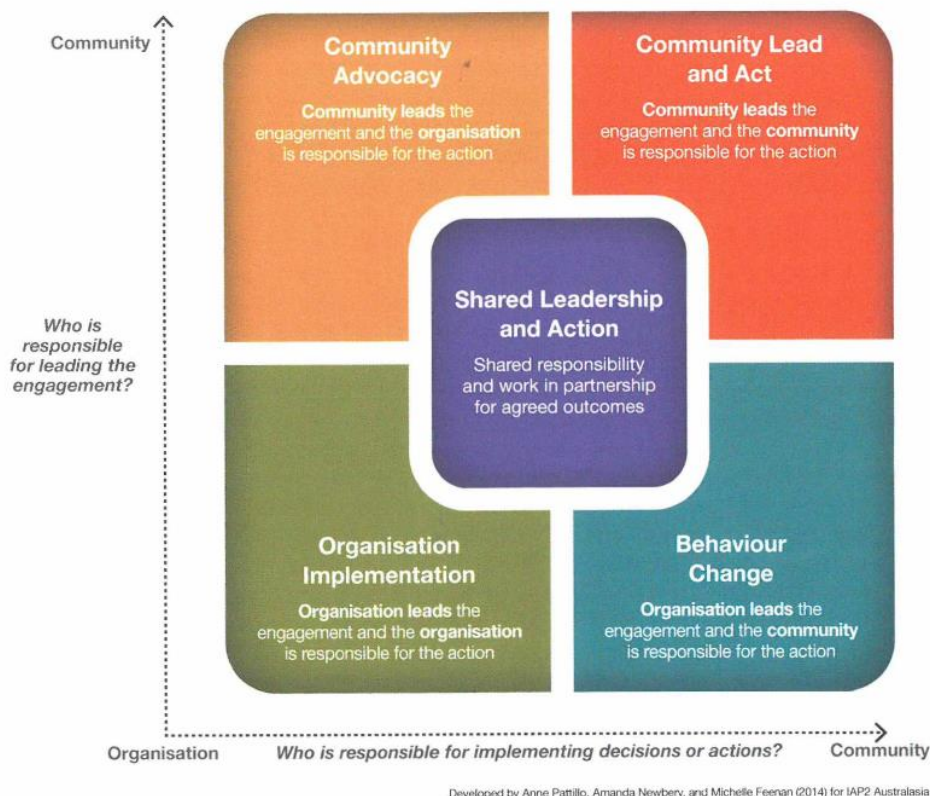 Community
Community
Advocacy
Community leads the
engagement and the organisation
is responsible for the action
Community Lead
and Act
Community leads the
engagement and the community
is responsible for the action
Who is
responsible
for leading the
engagement?
Shared Leadership
and Action
Shared responsibility
and work in partnership
for agreed outcomes
Organisation
Implementation
Organisation leads the
engagement and the organisation
is responsible for the action
Behaviour
Change
Organisation leads the
engagement and the community
is responsible for the action
Organisation
Who is responsible for implementing decisions or actions?
Community
Developed by Anne Pattillo, Amanda Newbery, and Michelle Feenan (2014) for IAP2 Australasia